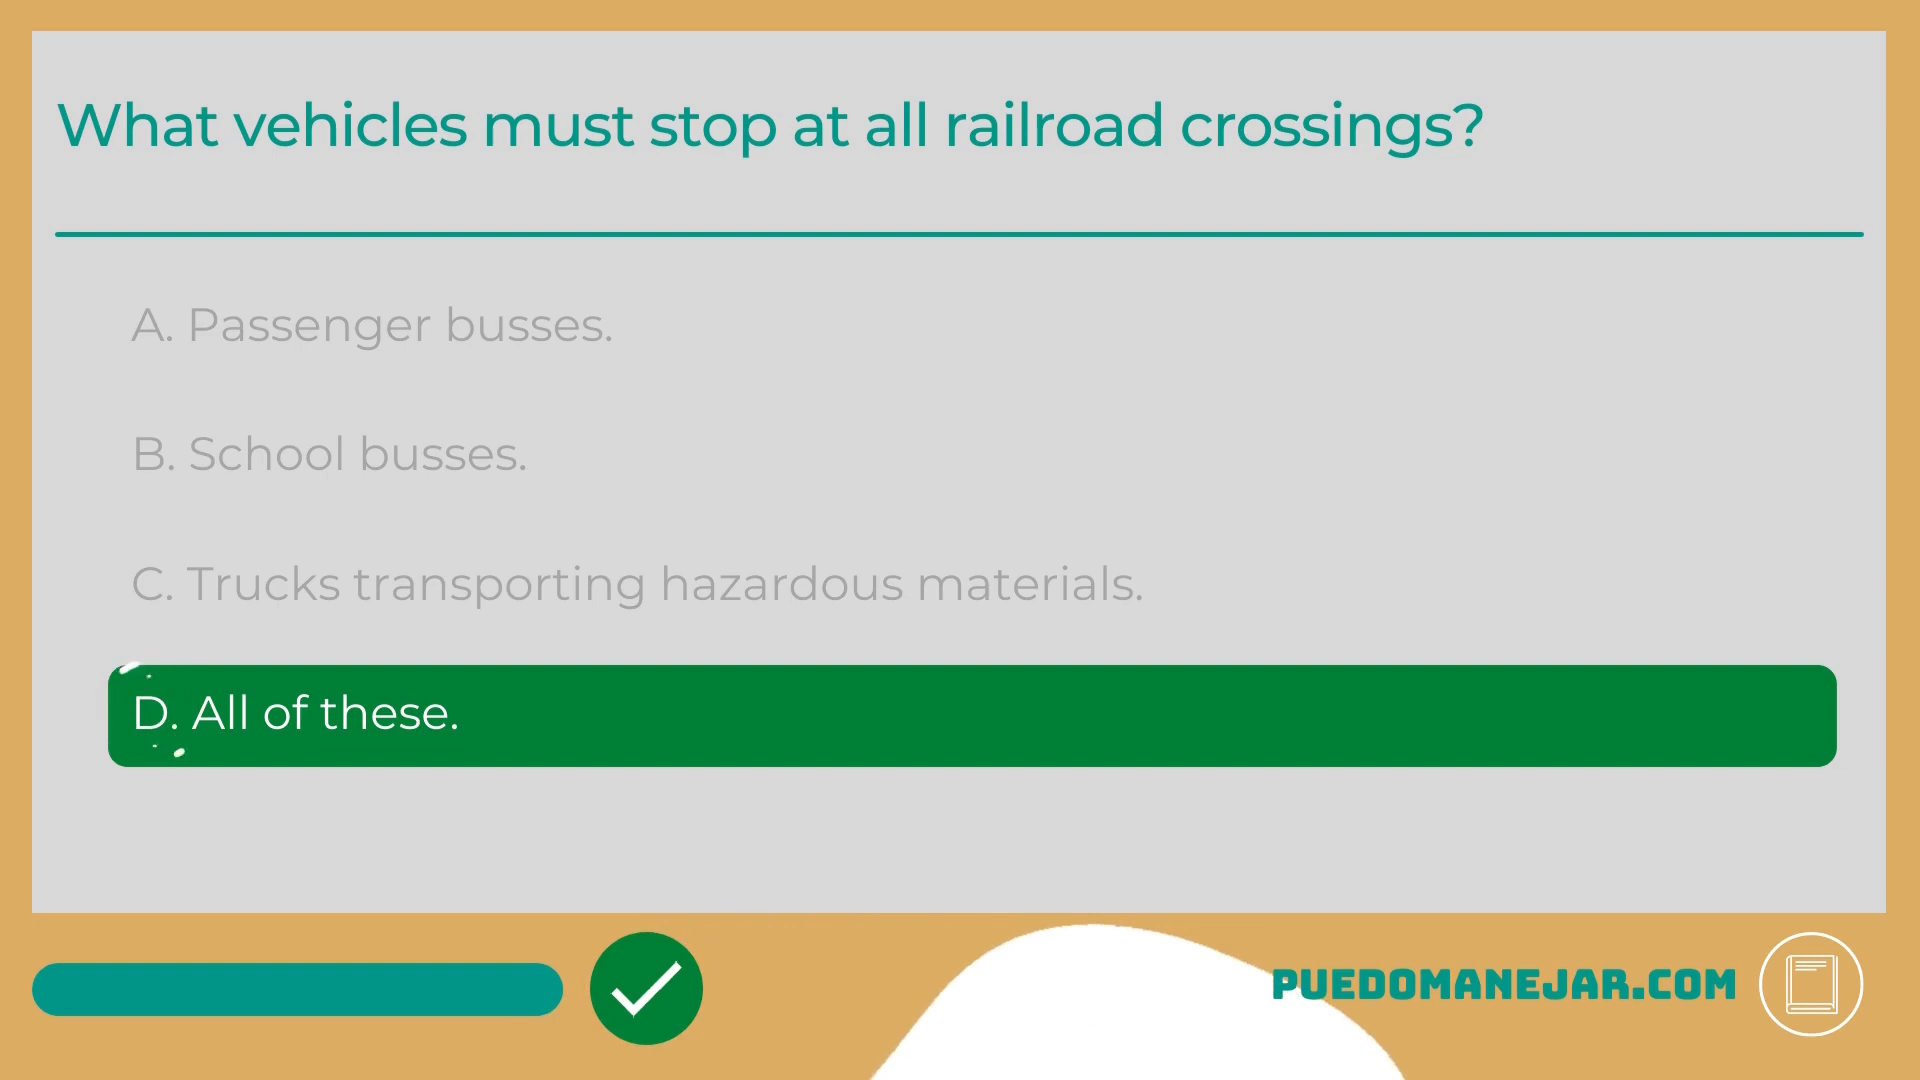 What vehicles must stop at all railroad crossings?
A. Passenger busses.
B. School busses.
C. Trucks transporting hazardous materials.
D. All of these.
PUEDOMANEJAR.COM